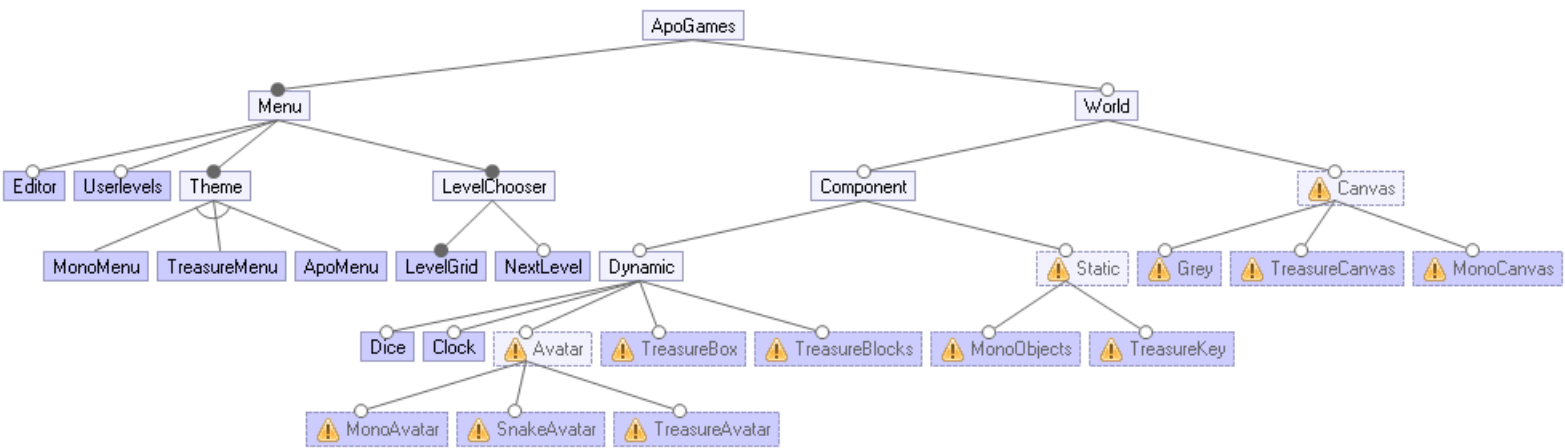 ApoGames
Menu World
Editor Userlevels Theme LevelChooser Component Canvas
MonoMenu TreasureMenu ApoMenu LevelGrid NextLevel Dynamic Static Grey TreasureCanvas MonoCanvas
Dice Clock Avatar TreasureBox TreasureBlocks MonoObjects TreasureKey
MonoAvatar SnakeAvatar TreasureAvatar